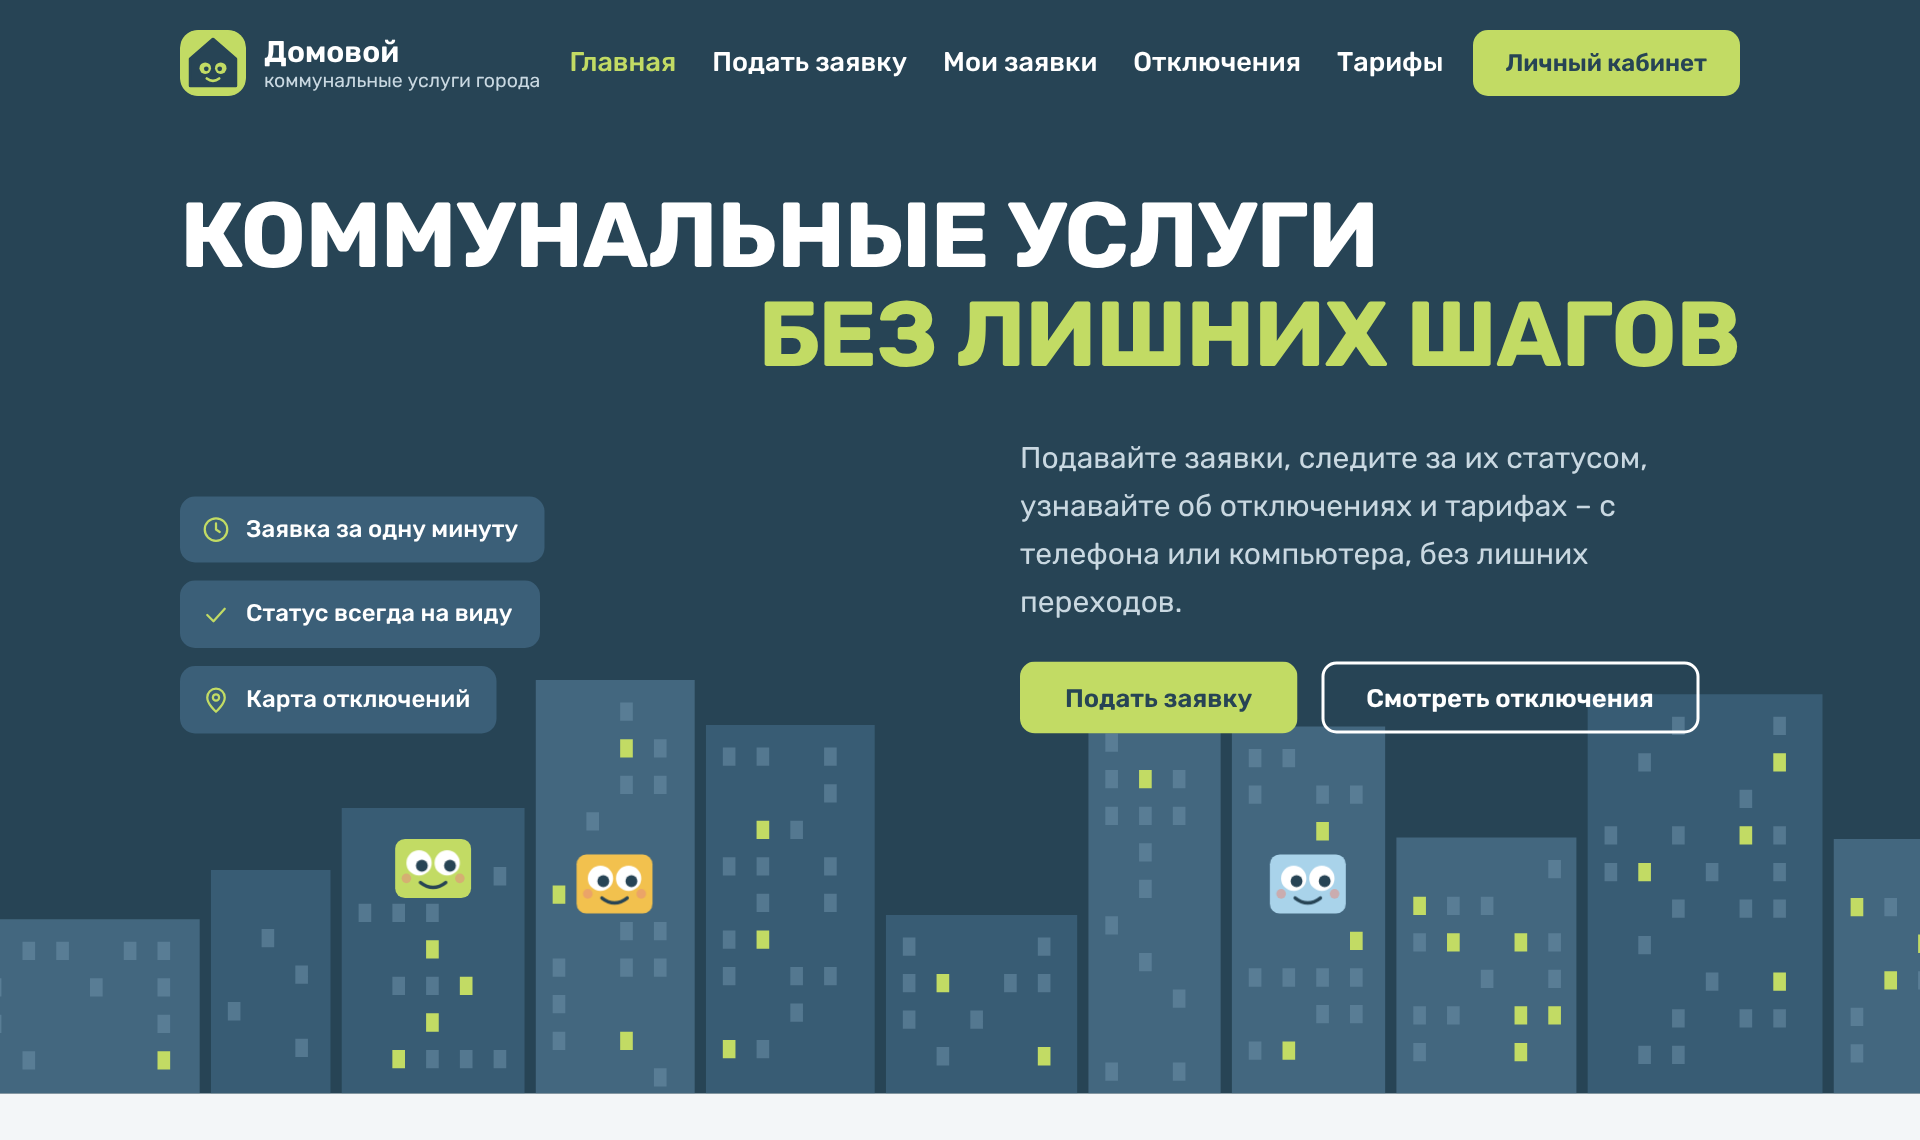 Домовой
коммунальные услуги города
Главная
Подать заявку
Мои заявки
Отключения
Тарифы
Личный кабинет
КОММУНАЛЬНЫЕ УСЛУГИ
БЕЗ ЛИШНИХ ШАГОВ
Подавайте заявки, следите за их статусом,
узнавайте об отключениях и тарифах – с
телефона или компьютера, без лишних
переходов.
Заявка за одну минуту
Статус всегда на виду
Карта отключений
Подать заявку
Смотреть отключения